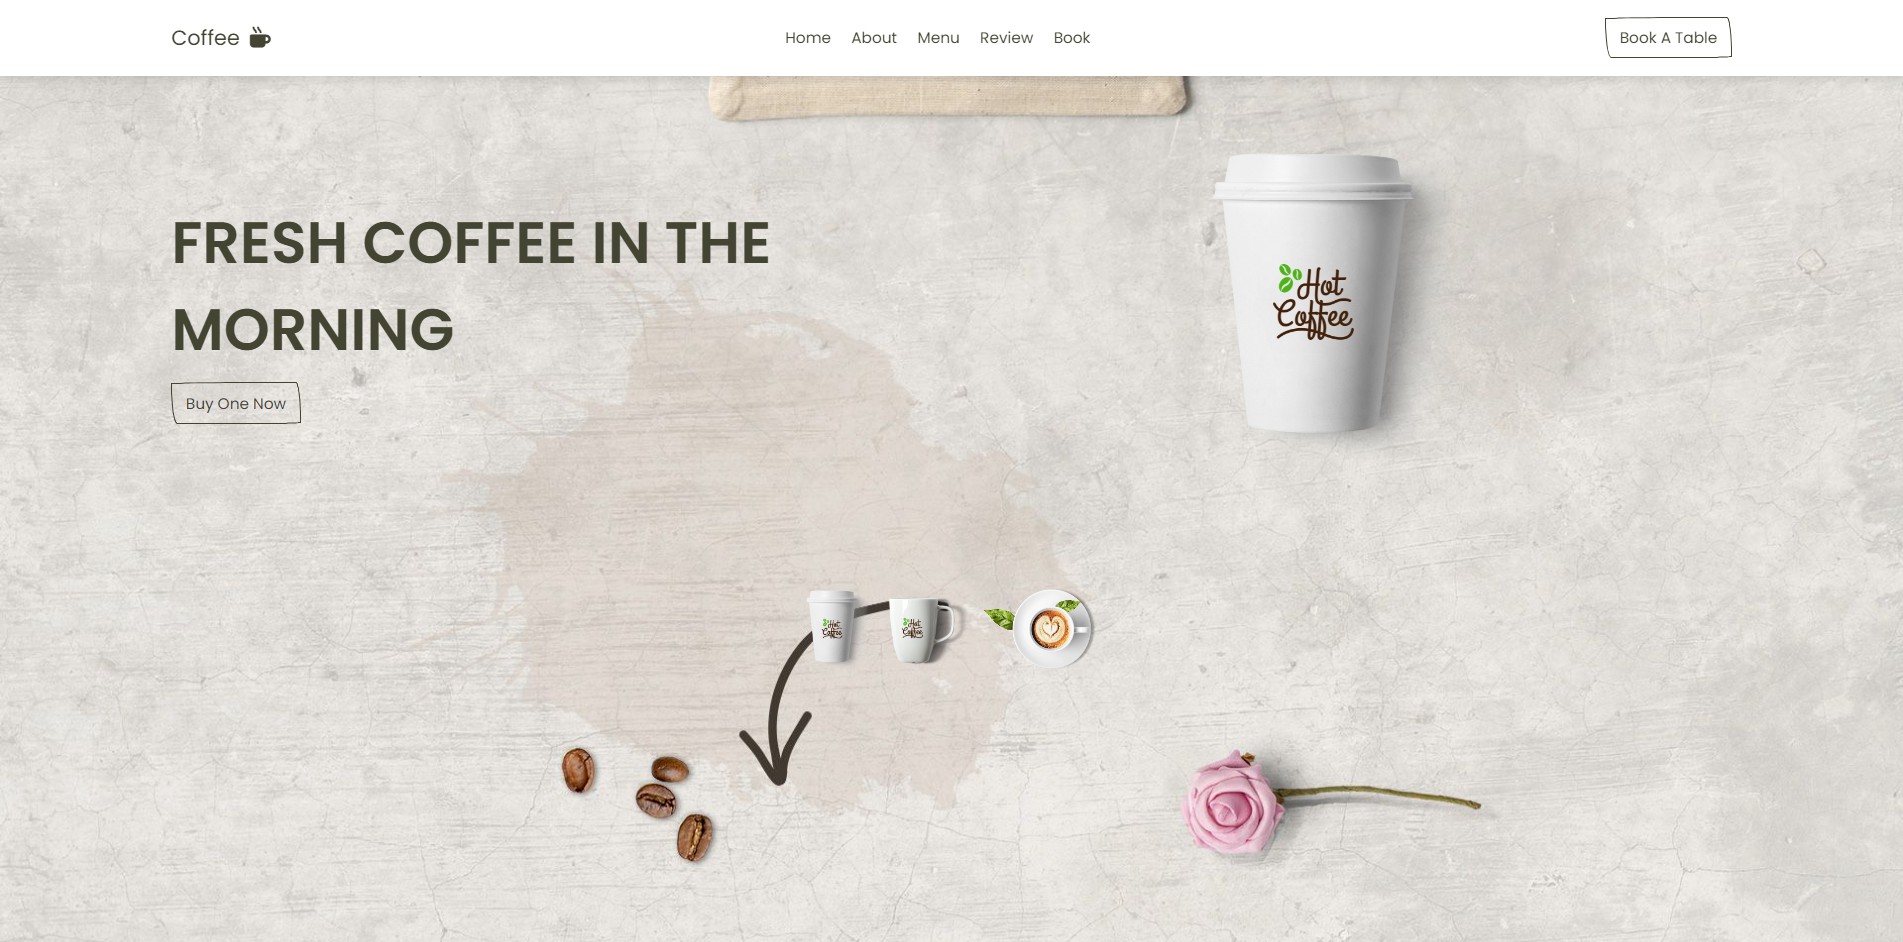 Coffee
Home
About
Menu
Review
Book
Book A Table
FRESH COFFEE IN THE
MORNING
Buy One Now
Hot
Coffee
Hot
Coffee
Hot
Coffee